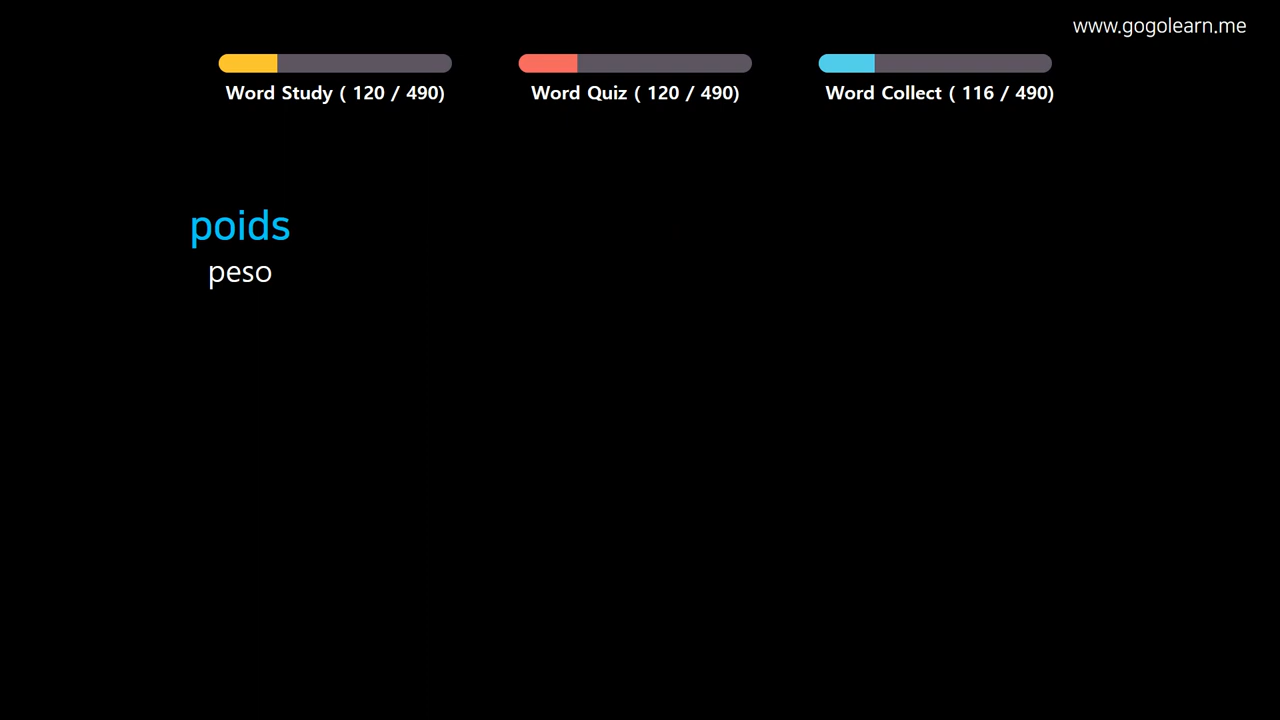 www.gogolearn.me
Word Study ( 120 / 490)
Word Quiz ( 120 / 490)
Word Collect ( 116 / 490)
poids
peso